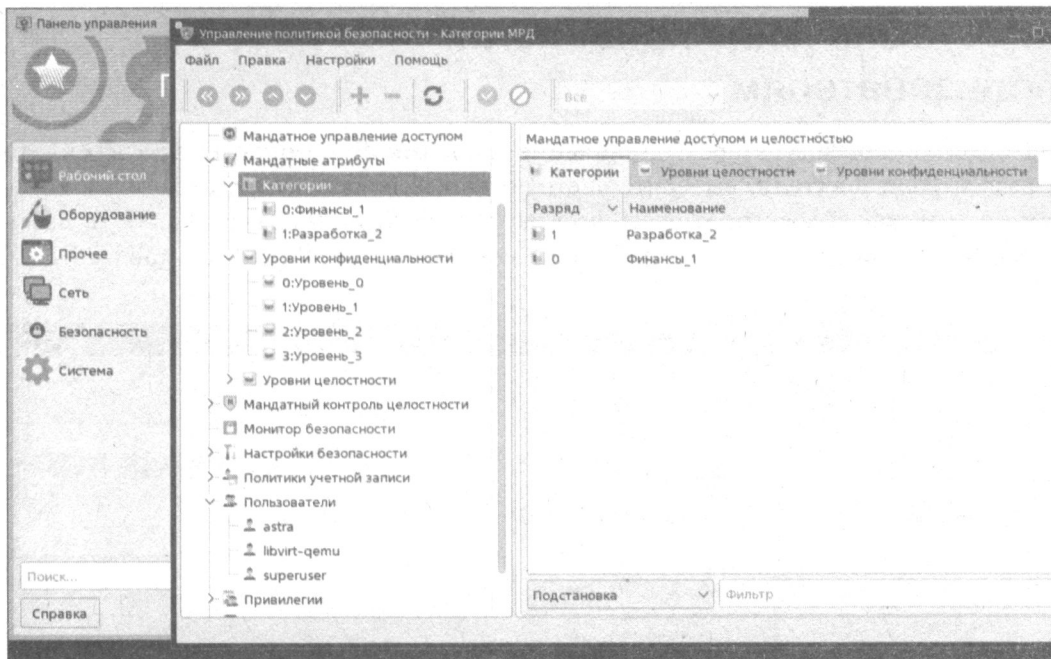 Панель управления
Управление политикой безопасности - Категории МРД
Файл Правка Настройки Помощь
Все
Рабочий стол
Оборудование
Прочее
Сеть
Безопасность
Система
Поиск...
Справка
Мандатное управление доступом
Мандатные атрибуты
Категории
0:Финансы_1
1:Разработка_2
Уровни конфиденциальности
0:Уровень_0
1:Уровень_1
2:Уровень_2
3:Уровень_3
Уровни целостности
Мандатный контроль целостности
Монитор безопасности
Настройки безопасности
Политики учетной записи
Пользователи
astra
libvirt-qemu
superuser
Привилегии
Мандатное управление доступом и целостностью
Категории Уровни целостности Уровни конфиденциальности
Разряд Наименование
1 Разработка_2
0 Финансы_1
Подстановка Фильтр